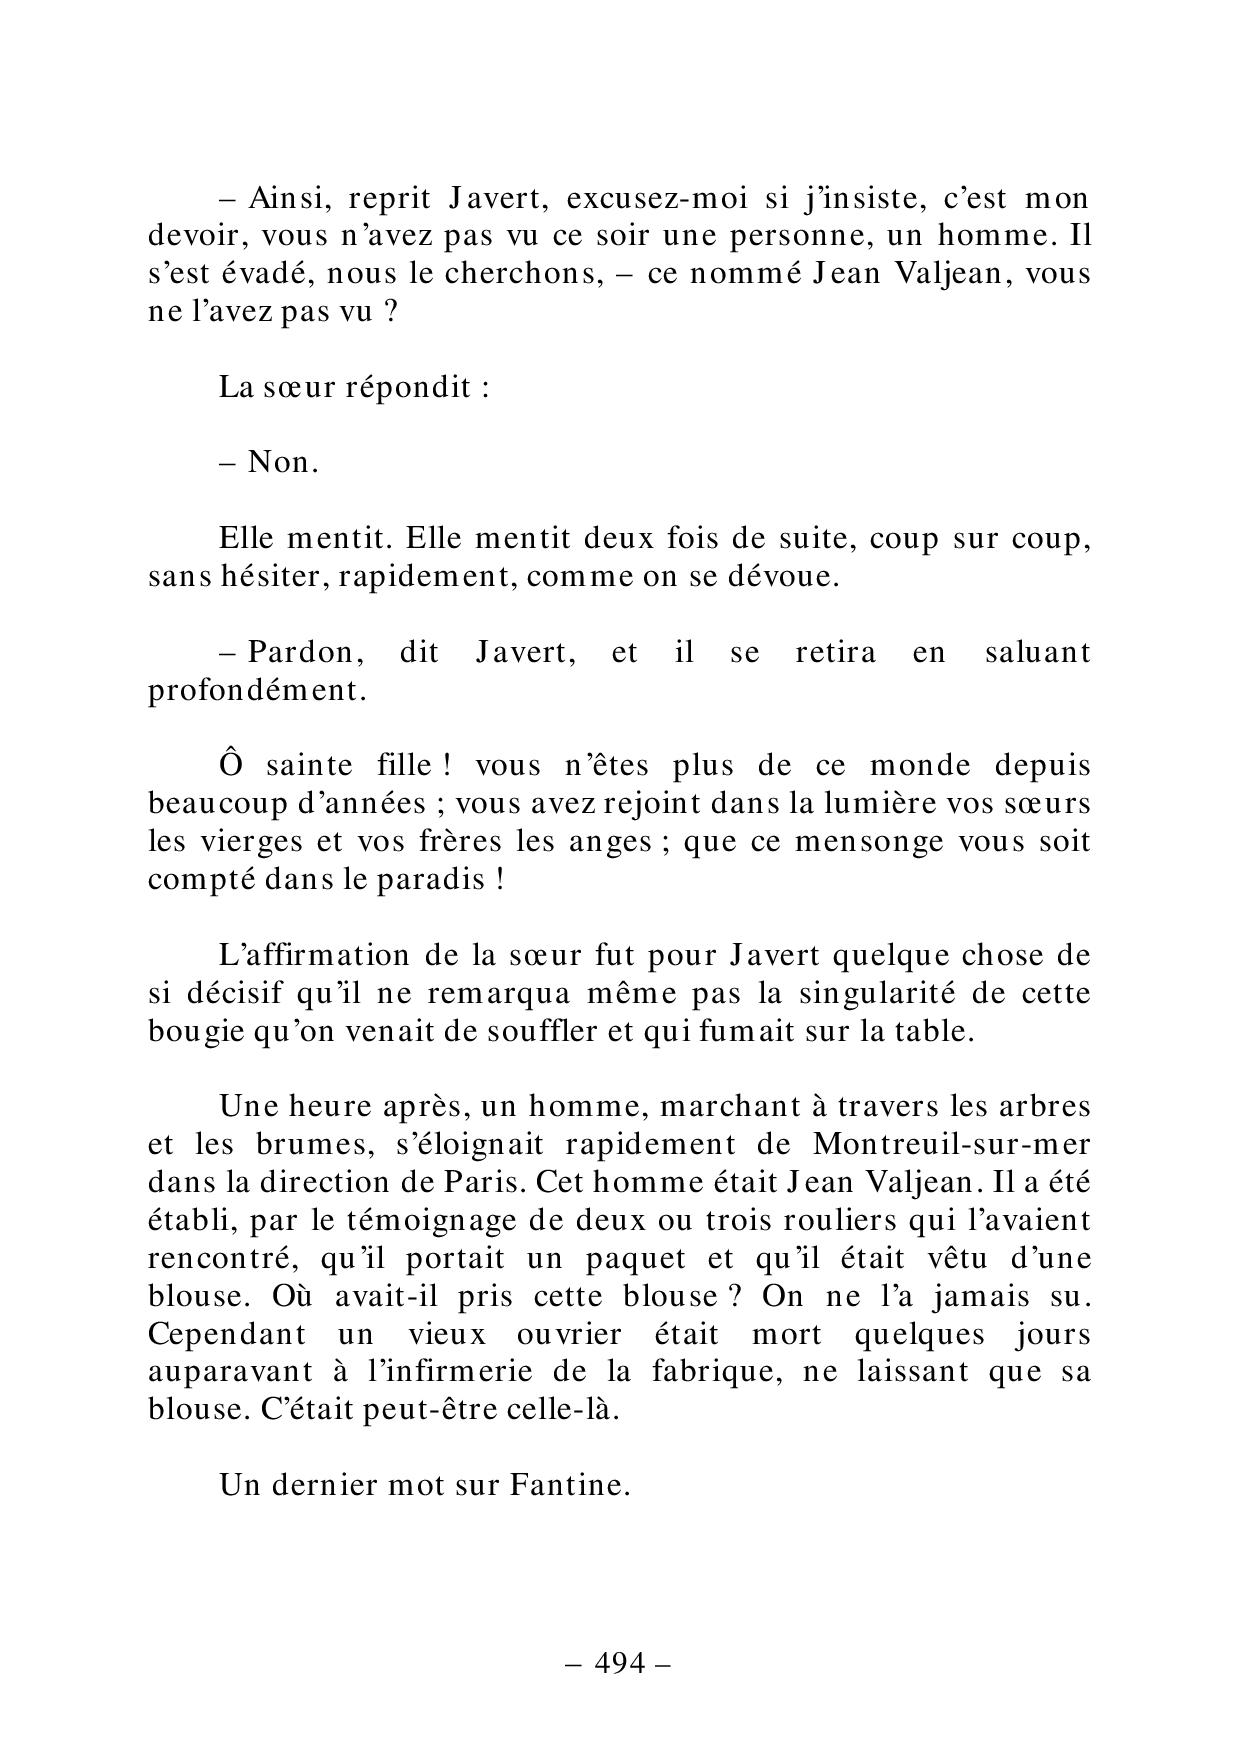 – Ainsi, reprit Javert, excusez-moi si j’insiste, c’est mon
devoir, vous n’avez pas vu ce soir une personne, un homme. Il
s’est évadé, nous le cherchons, – ce nommé Jean Valjean, vous
ne l’avez pas vu ?
La sœur répondit :
– Non.
Elle mentit. Elle mentit deux fois de suite, coup sur coup,
sans hésiter, rapidement, comme on se dévoue.
– Pardon, dit Javert, et il se retira en saluant
profondément.
Ô sainte fille ! vous n’êtes plus de ce monde depuis
beaucoup d’années ; vous avez rejoint dans la lumière vos sœurs
les vierges et vos frères les anges ; que ce mensonge vous soit
compté dans le paradis !
L’affirmation de la sœur fut pour Javert quelque chose de
si décisif qu’il ne remarqua même pas la singularité de cette
bougie qu’on venait de souffler et qui fumait sur la table.
Une heure après, un homme, marchant à travers les arbres
et les brumes, s’éloignait rapidement de Montreuil-sur-mer
dans la direction de Paris. Cet homme était Jean Valjean. Il a été
établi, par le témoignage de deux ou trois rouliers qui l’avaient
rencontré, qu’il portait un paquet et qu’il était vêtu d’une
blouse. Où avait-il pris cette blouse ? On ne l’a jamais su.
Cependant un vieux ouvrier était mort quelques jours
auparavant à l’infirmerie de la fabrique, ne laissant que sa
blouse. C’était peut-être celle-là.
Un dernier mot sur Fantine.
– 494 –